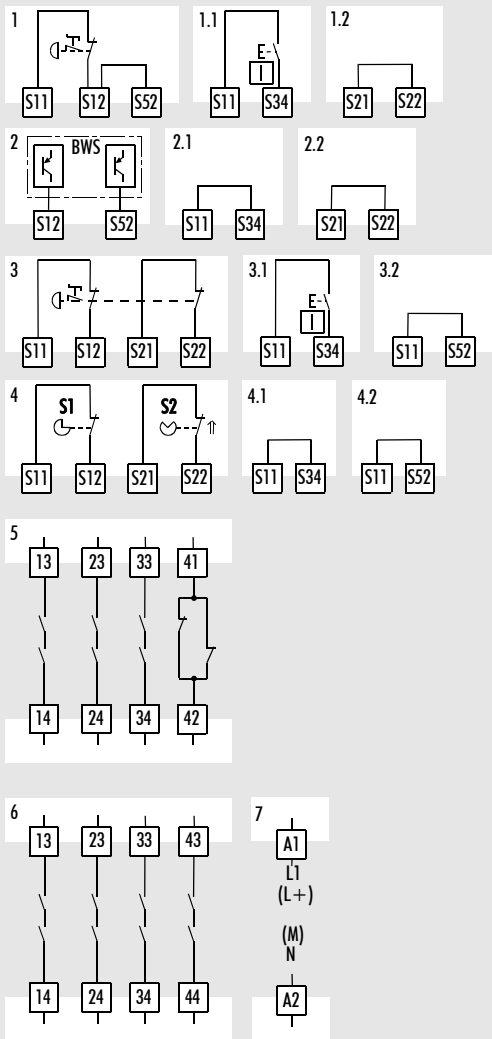 1
S11 S12 S52
1.1
E
S11 S34
1.2
S21 S22
2
BWS
S12 S52
2.1
S11 S34
2.2
S21 S22
3
S11 S12 S21 S22
3.1
E
S11 S34
3.2
S11 S52
4
S1 S2
S11 S12 S21 S22
4.1
S11 S34
4.2
S11 S52
5
13 23 33 41
14 24 34 42
6
13 23 33 43
14 24 34 44
7
A1
L1
(L+)
(M)
N
A2